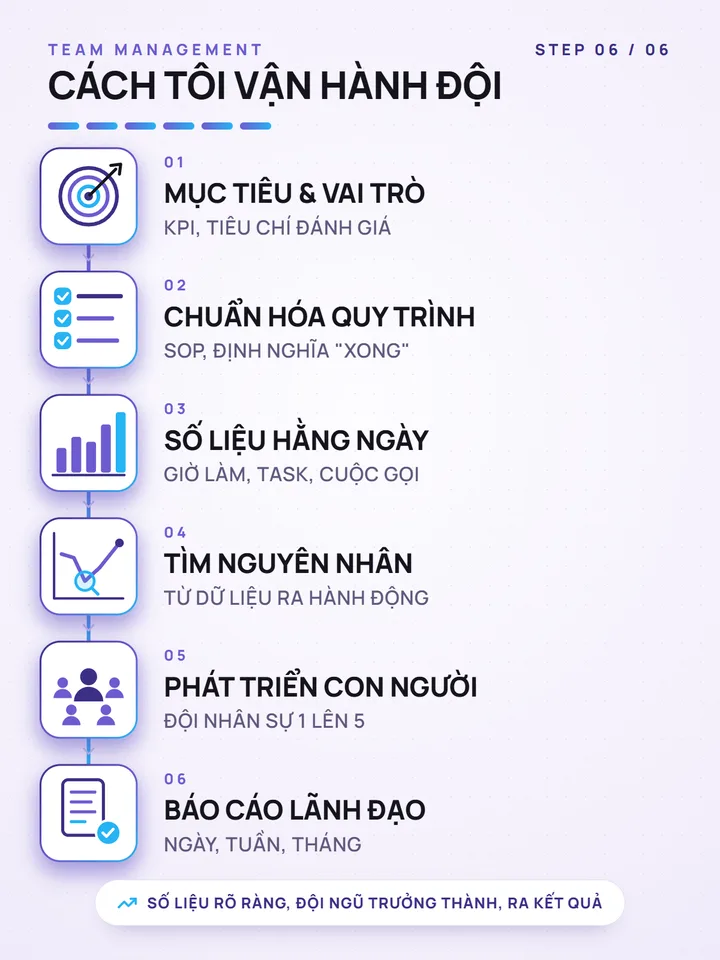 TEAM MANAGEMENT
STEP 06 / 06
CÁCH TÔI VẬN HÀNH ĐỘI
01
MỤC TIÊU & VAI TRÒ
KPI, TIÊU CHÍ ĐÁNH GIÁ
02
CHUẨN HÓA QUY TRÌNH
SOP, ĐỊNH NGHĨA "XONG"
03
SỐ LIỆU HẰNG NGÀY
GIỜ LÀM, TASK, CUỘC GỌI
04
TÌM NGUYÊN NHÂN
TỪ DỮ LIỆU RA HÀNH ĐỘNG
05
PHÁT TRIỂN CON NGƯỜI
ĐỘI NHÂN SỰ 1 LÊN 5
06
BÁO CÁO LÃNH ĐẠO
NGÀY, TUẦN, THÁNG
SỐ LIỆU RÕ RÀNG, ĐỘI NGŨ TRƯỞNG THÀNH, RA KẾT QUẢ